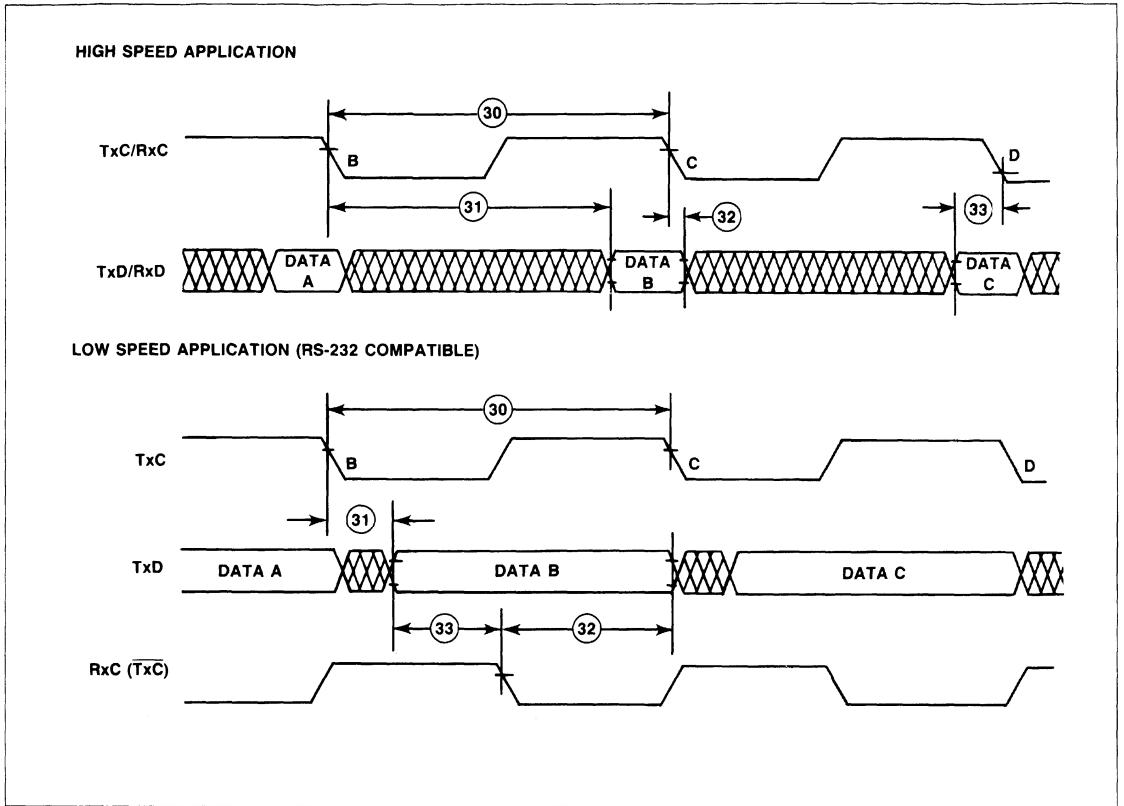 HIGH SPEED APPLICATION
30
TxC/RxC
B
C
D
31
32
33
TxD/RxD
DATA A
DATA B
DATA C
LOW SPEED APPLICATION (RS-232 COMPATIBLE)
30
TxC
B
C
D
31
TxD
DATA A
DATA B
DATA C
33
32
RxC (T̅x̅C̅)